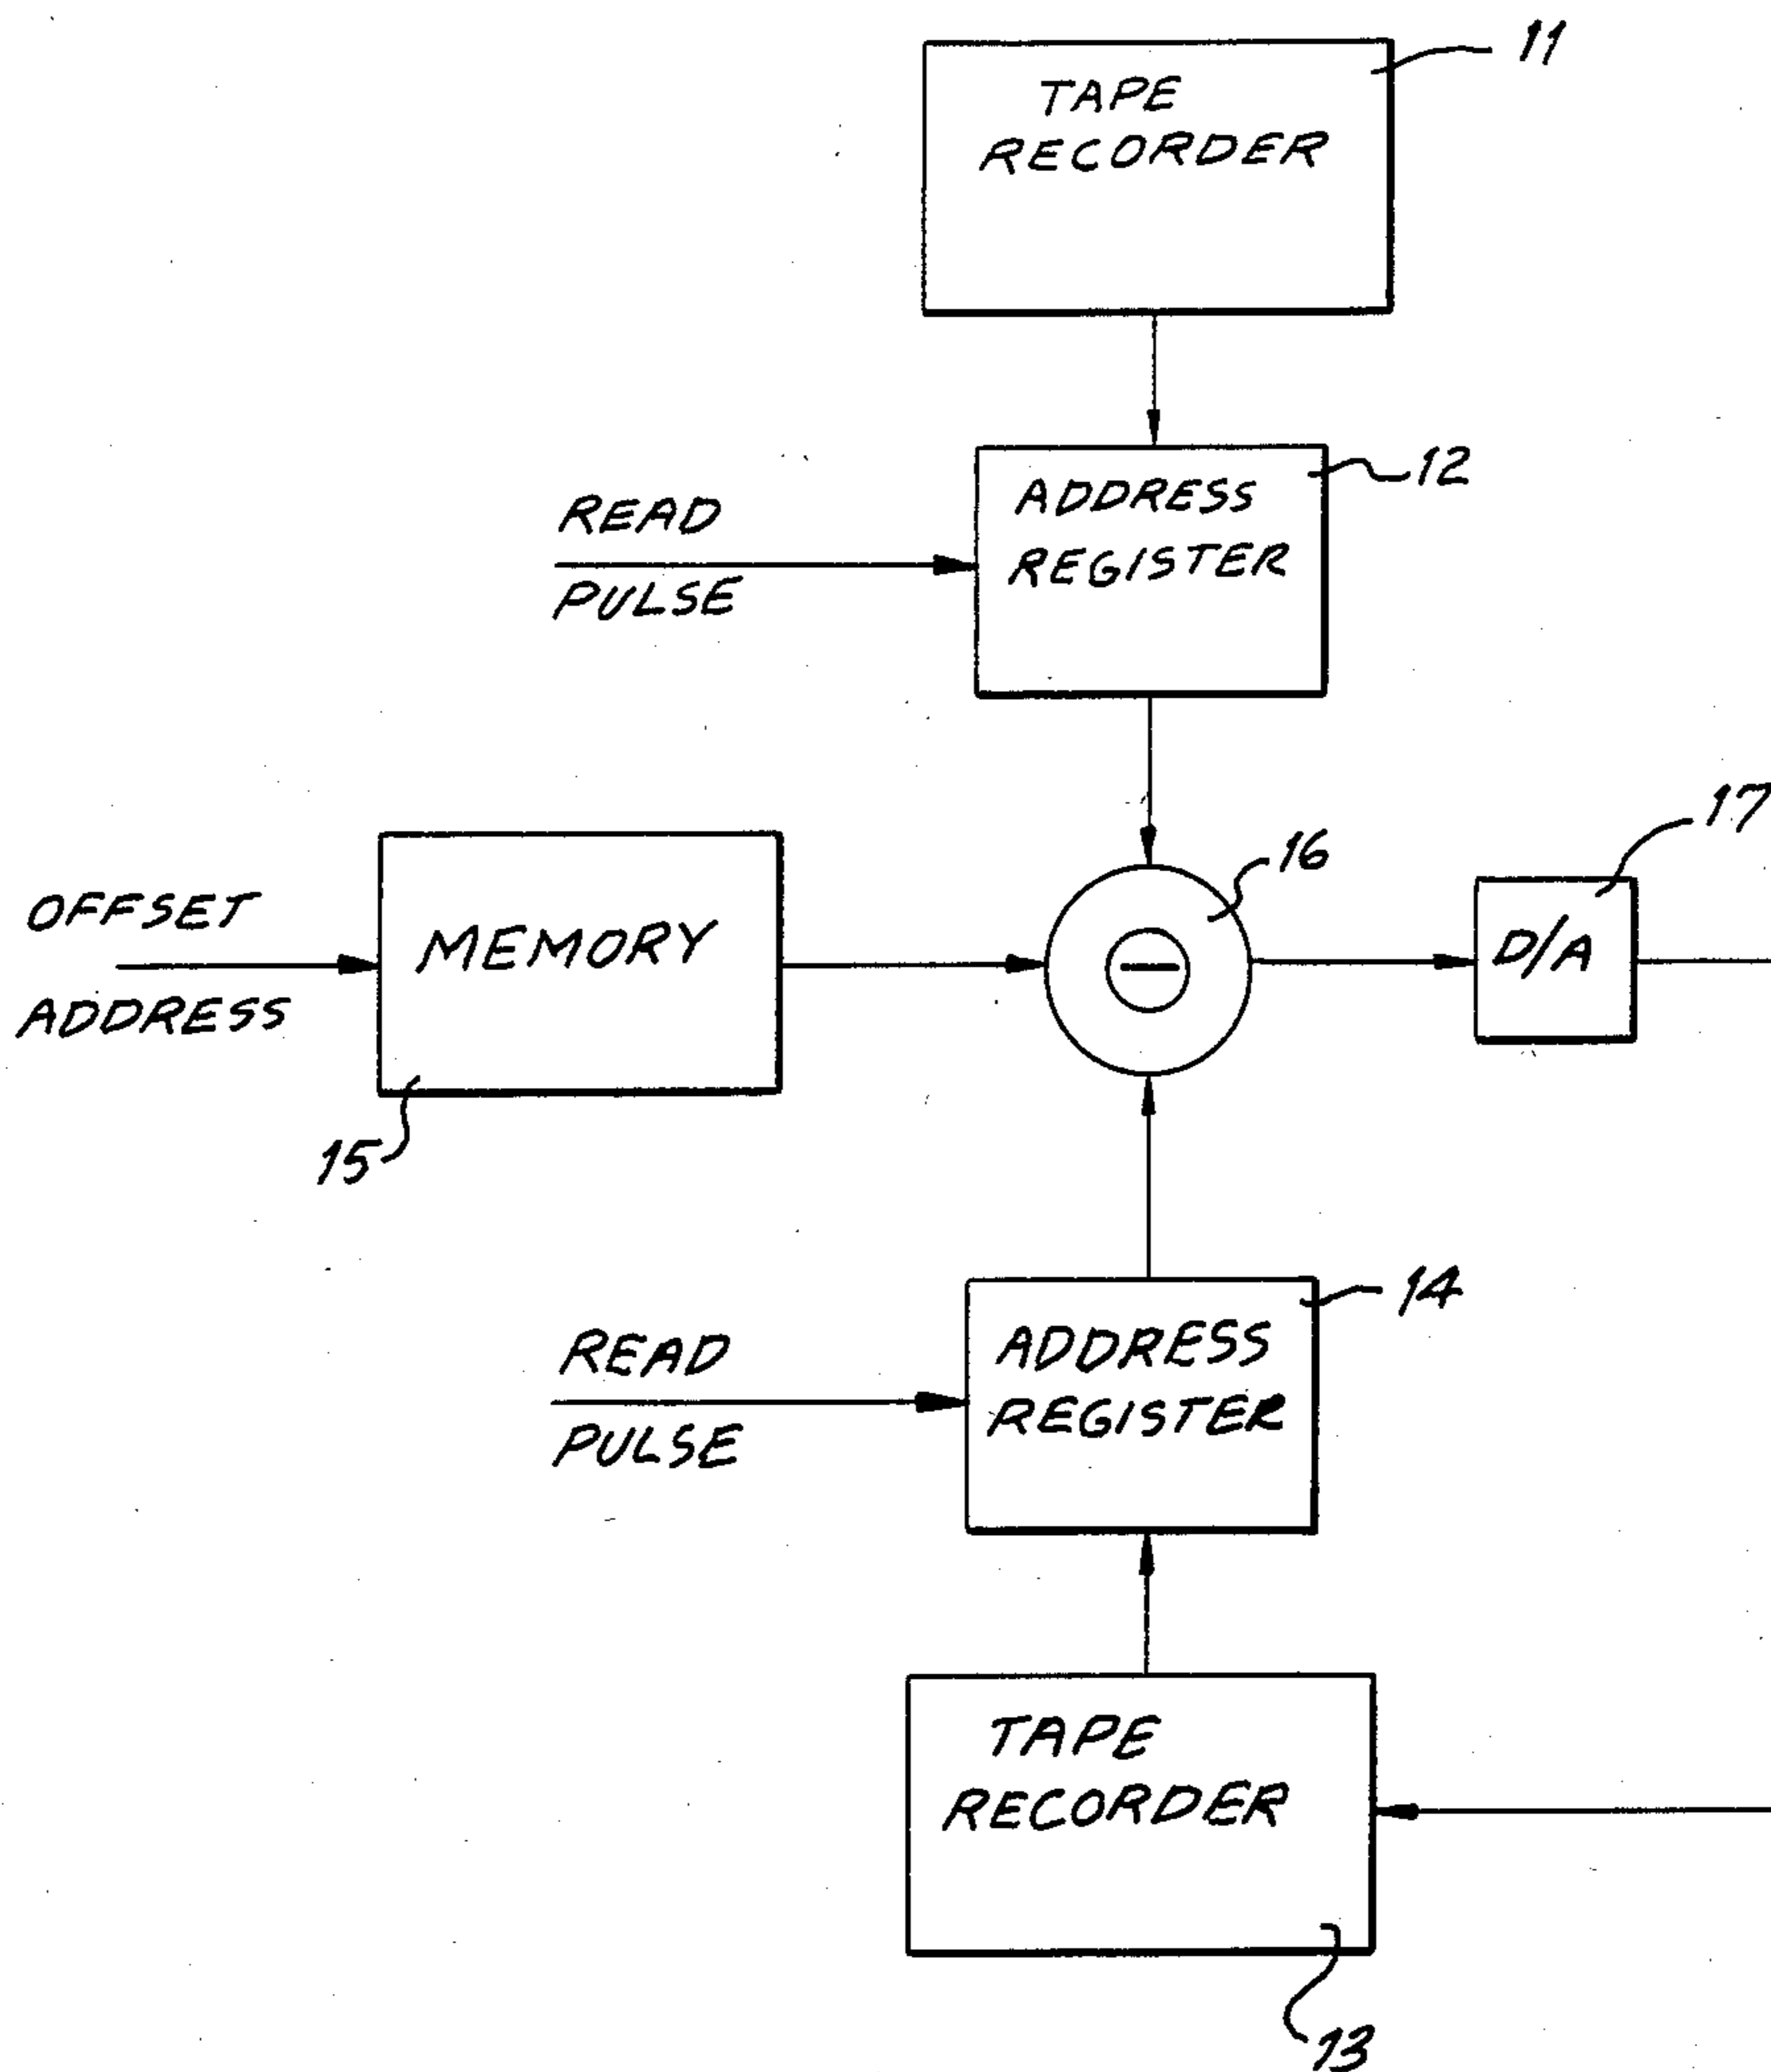 11
TAPE
RECORDER
12
ADDRESS
REGISTER
READ
PULSE
17
16
OFFSET
ADDRESS
MEMORY
D/A
15
14
READ
PULSE
ADDRESS
REGISTER
TAPE
RECORDER
13